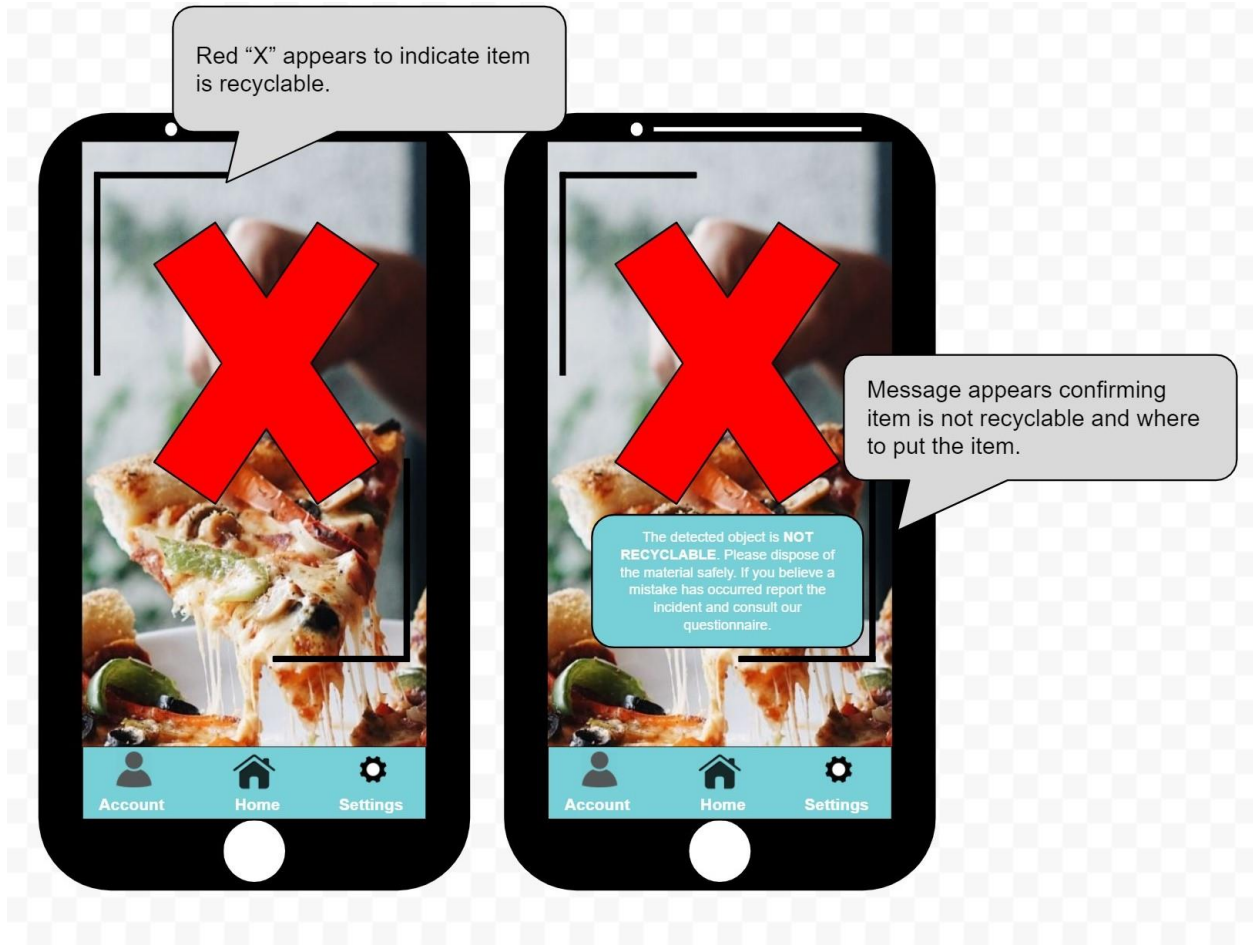 Red “X” appears to indicate item
is recyclable.
Message appears confirming
item is not recyclable and where
to put the item.
The detected object is NOT
RECYCLABLE. Please dispose of
the material safely. If you believe a
mistake has occurred report the
incident and consult our
questionnaire.
Account Home Settings
Account Home Settings